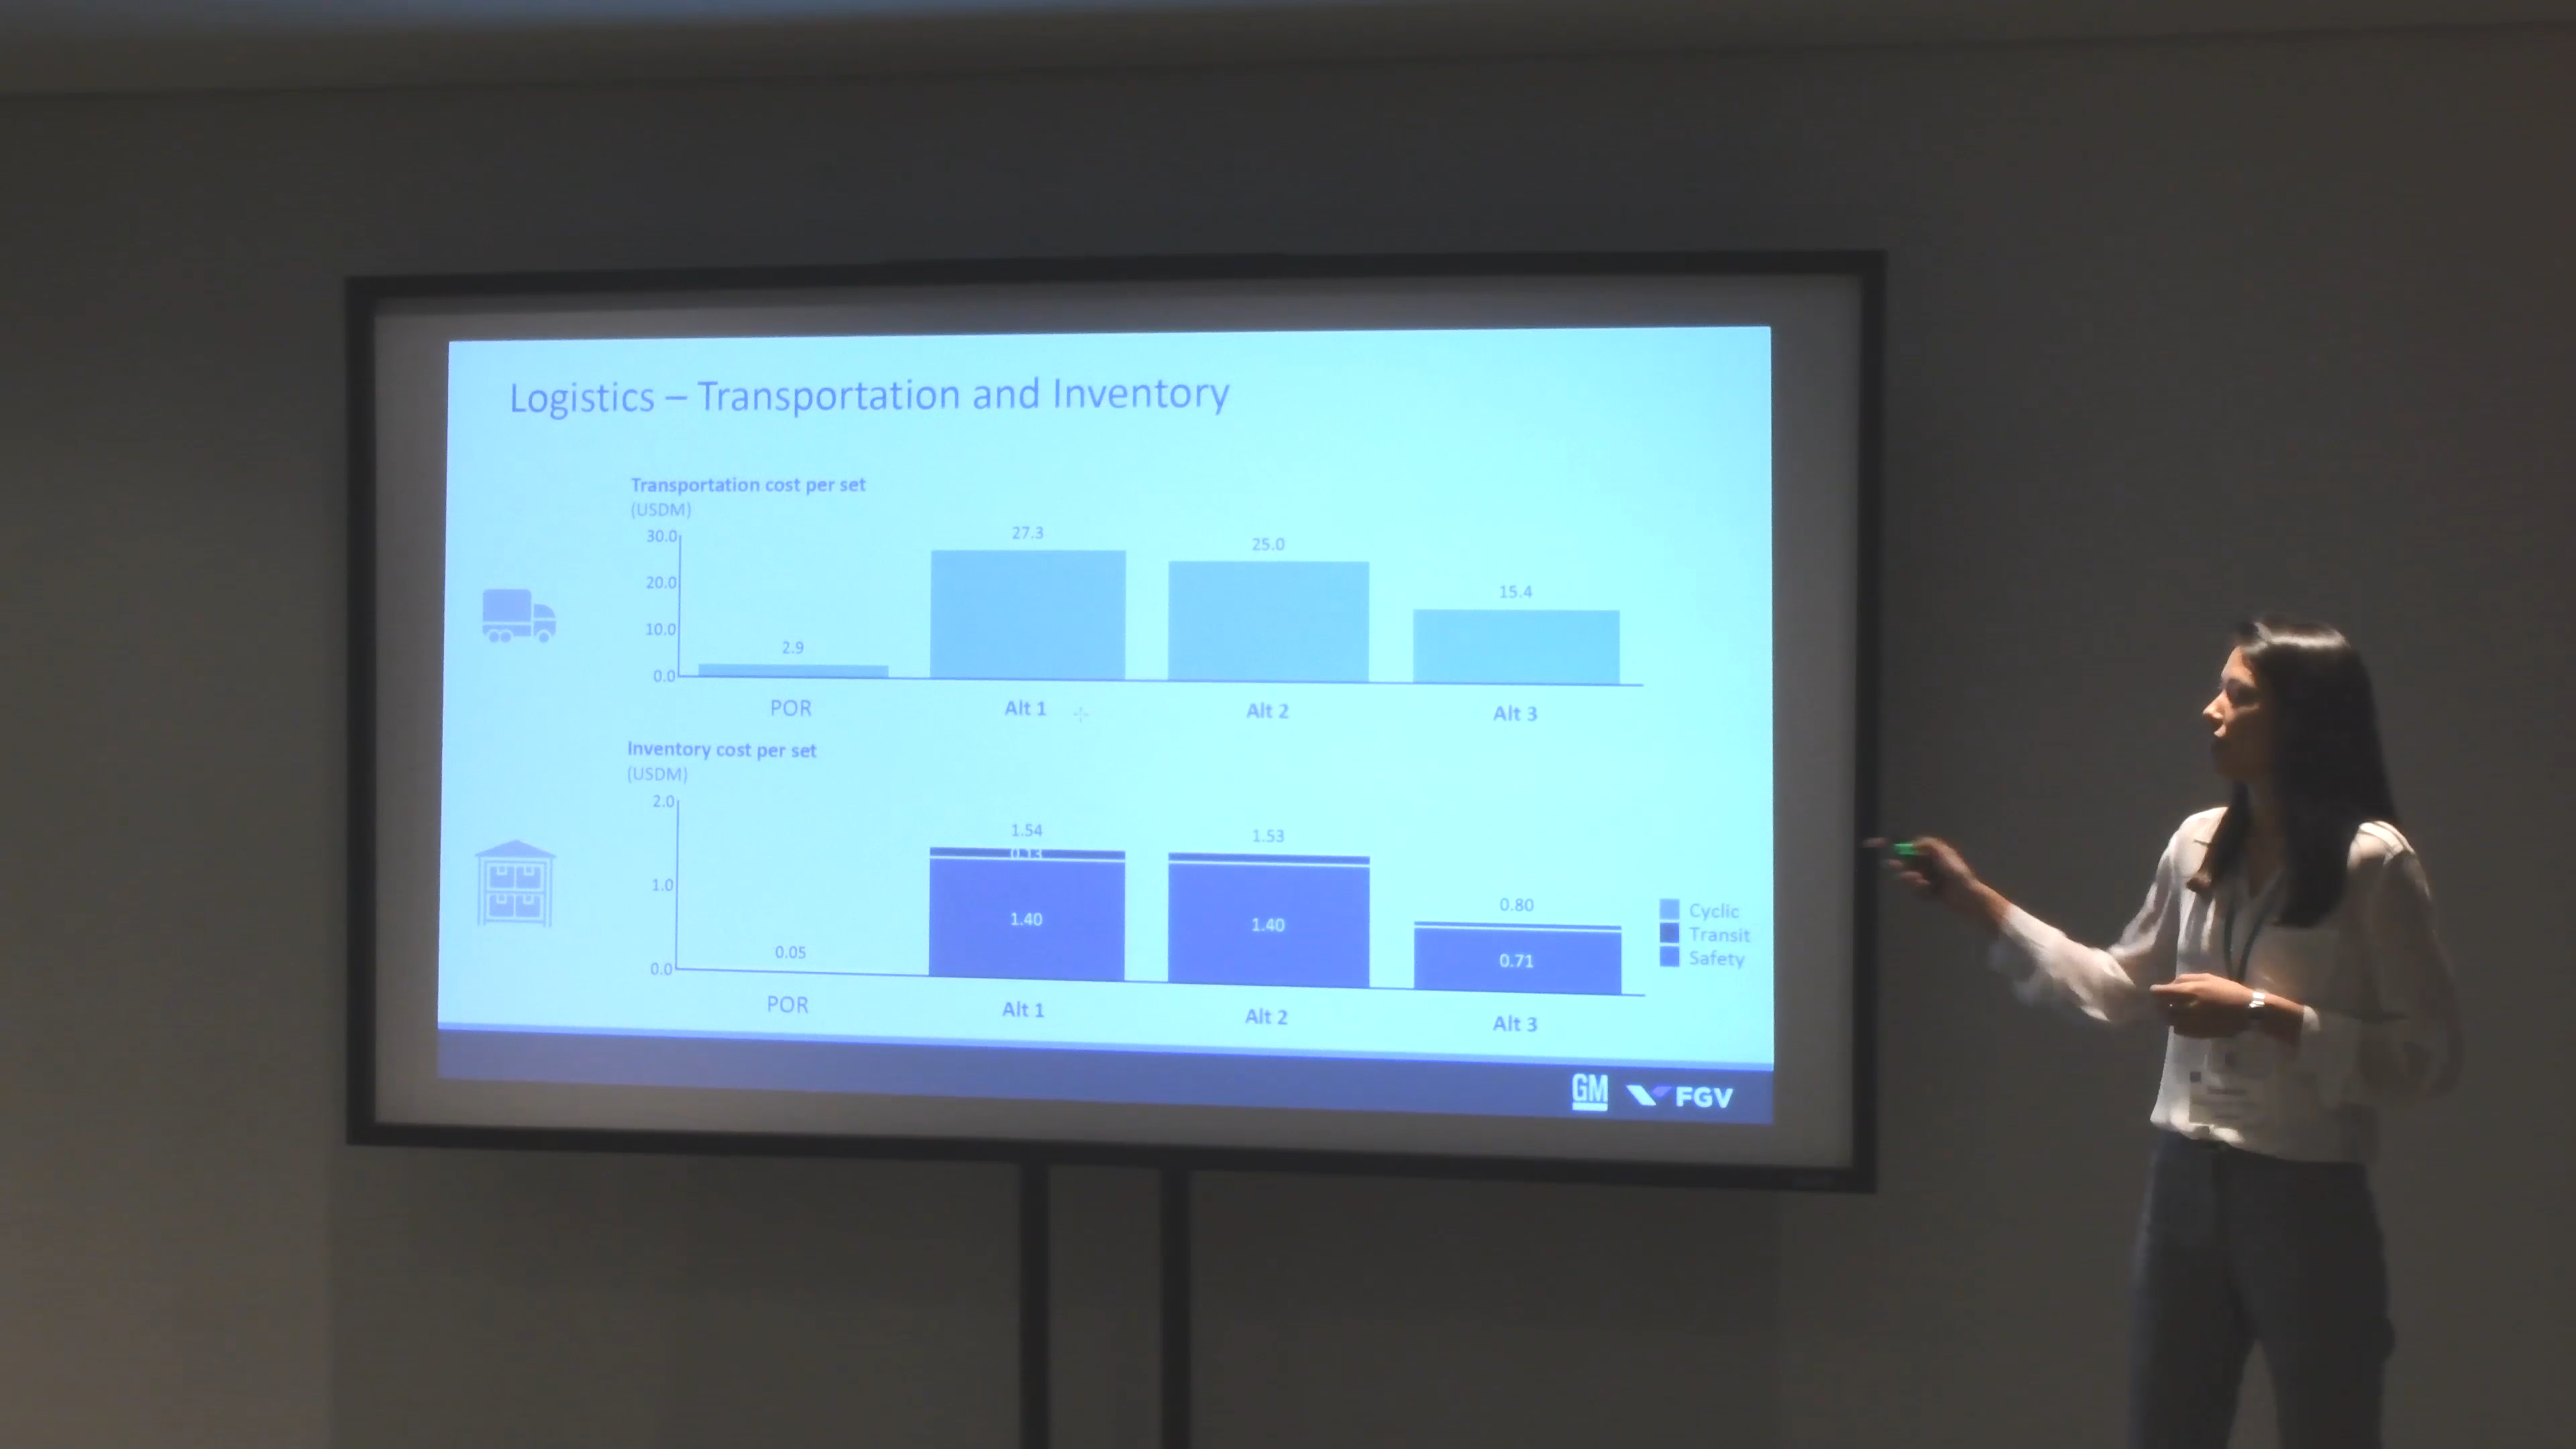 Logistics – Transportation and Inventory
Transportation cost per set
(USDM)
30.0
20.0
10.0
0.0
2.9
27.3
25.0
15.4
POR
Alt 1
Alt 2
Alt 3
Inventory cost per set
(USDM)
2.0
1.0
0.0
0.05
1.54
0.13
1.40
1.53
1.40
0.80
0.71
Cyclic
Transit
Safety
POR
Alt 1
Alt 2
Alt 3
GM
FGV